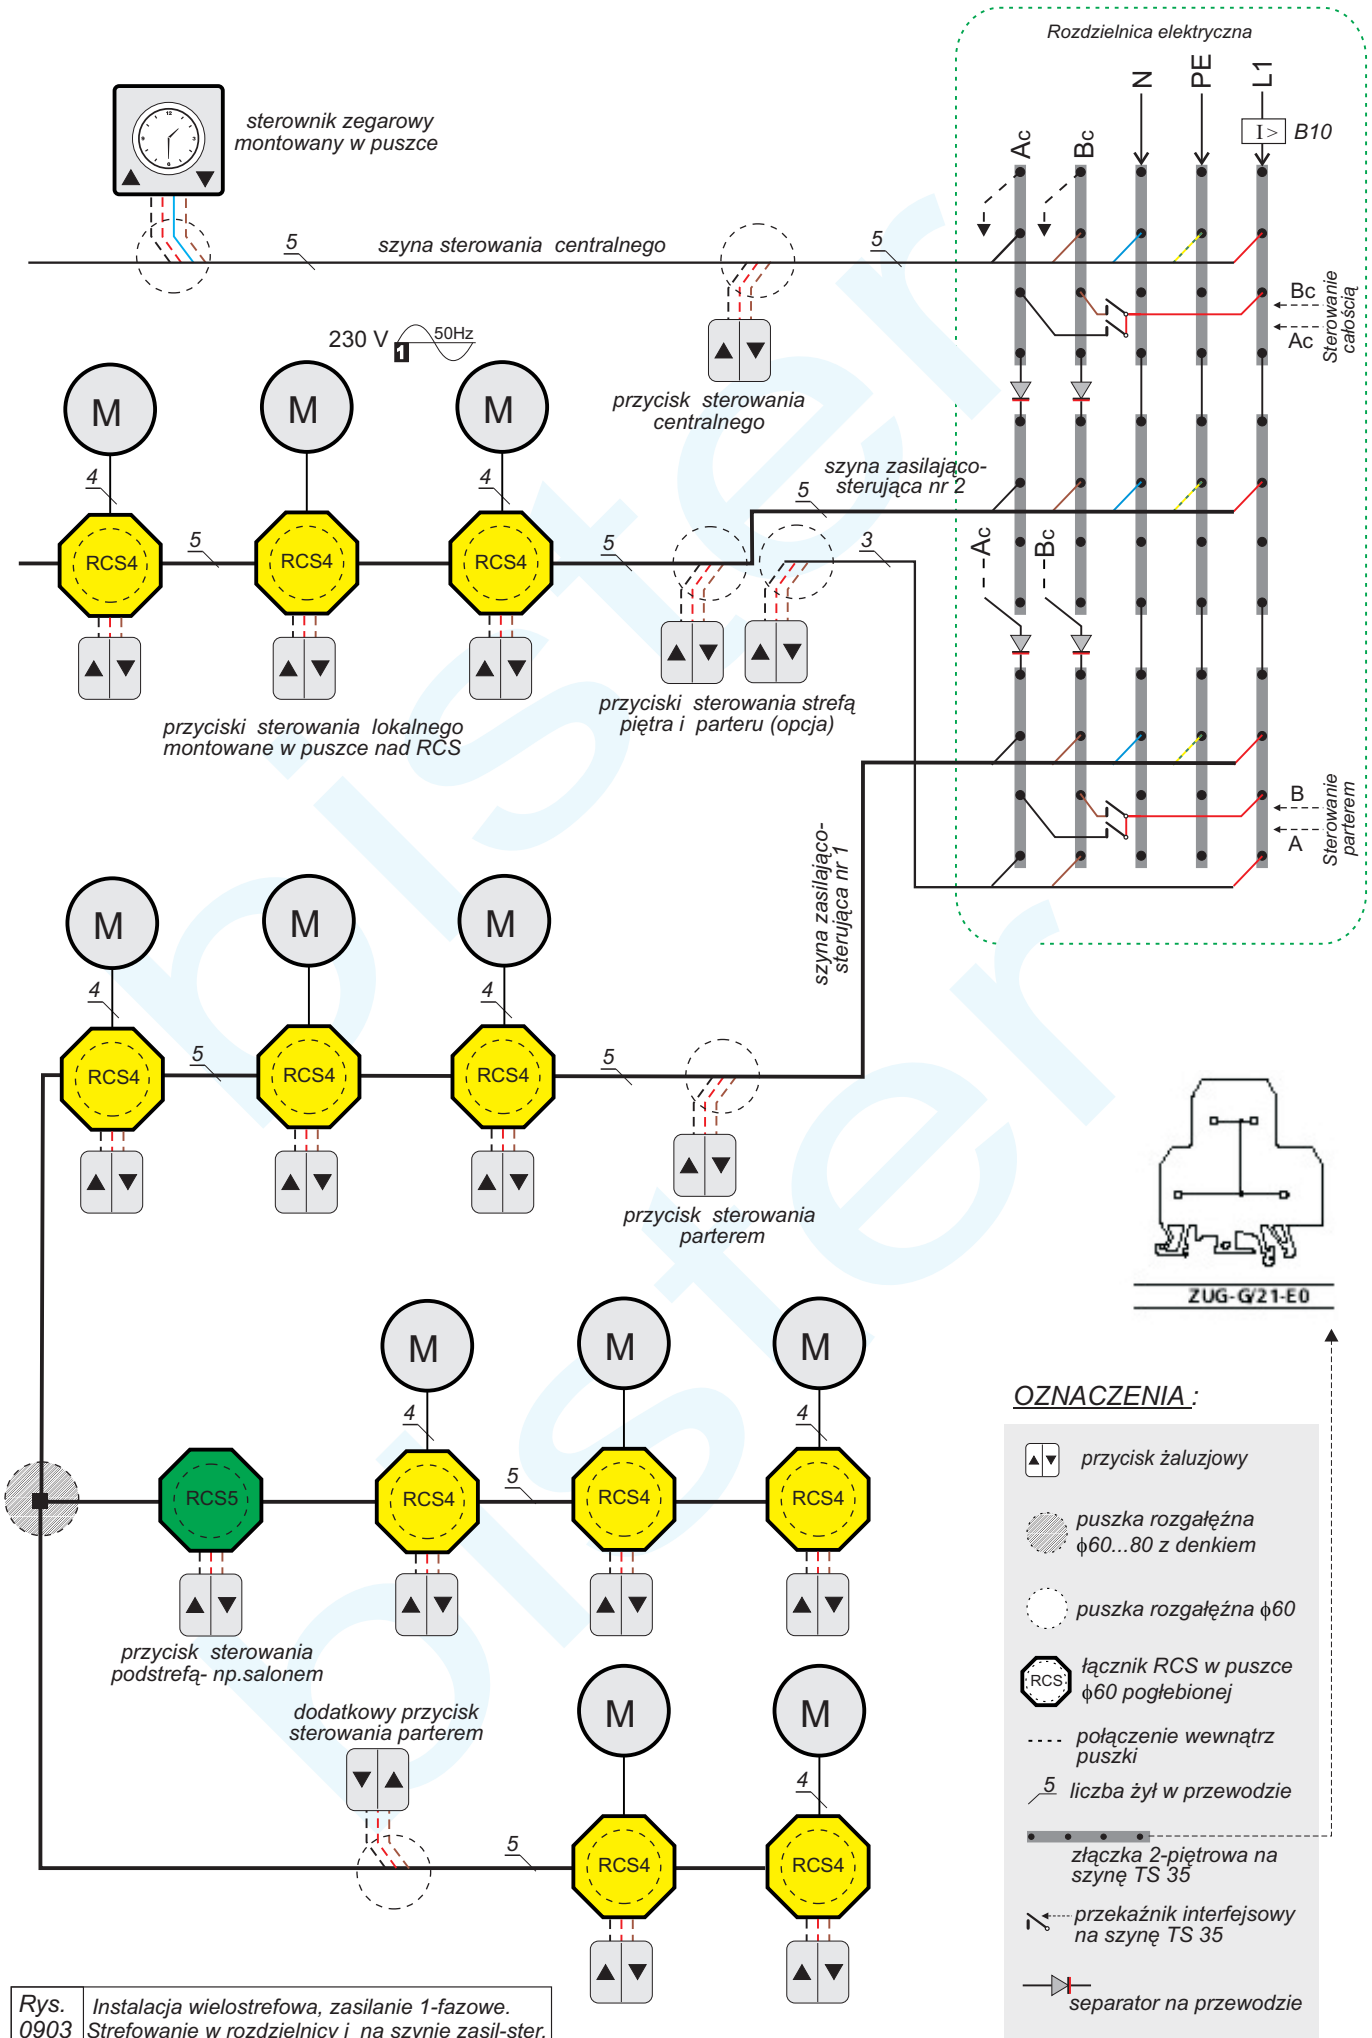 Rozdzielnica elektryczna
N
PE
L1
I >
B10
Ac
Bc
sterownik zegarowy
montowany w puszce
12
5
szyna sterowania centralnego
5
Bc
Ac
Sterowanie
całością
230 V
1
50Hz
przycisk sterowania
centralnego
M
M
M
4
4
szyna zasilająco-
sterująca nr 2
5
RCS4
5
RCS4
RCS4
5
3
Ac
Bc
przyciski sterowania lokalnego
montowane w puszce nad RCS
przyciski sterowania strefą
piętra i parteru (opcja)
szyna zasilająco-
sterująca nr 1
B
A
Sterowanie
parterem
M
M
M
4
4
RCS4
5
RCS4
RCS4
5
przycisk sterowania
parterem
ZUG-G/21-E0
M
M
M
4
4
RCS5
RCS4
5
RCS4
RCS4
przycisk sterowania
podstrefą- np.salonem
dodatkowy przycisk
sterowania parterem
M
M
4
5
RCS4
RCS4
OZNACZENIA :
przycisk żaluzjowy
puszka rozgałęźna
ϕ60...80 z denkiem
puszka rozgałęźna ϕ60
RCS
łącznik RCS w puszce
ϕ60 pogłebionej
połączenie wewnątrz
puszki
5 liczba żył w przewodzie
złączka 2-piętrowa na
szynę TS 35
przekaźnik interfejsowy
na szynę TS 35
separator na przewodzie
Rys.
0903
Instalacja wielostrefowa, zasilanie 1-fazowe.
Strefowanie w rozdzielnicy i na szynie zasil-ster.
bister
bister